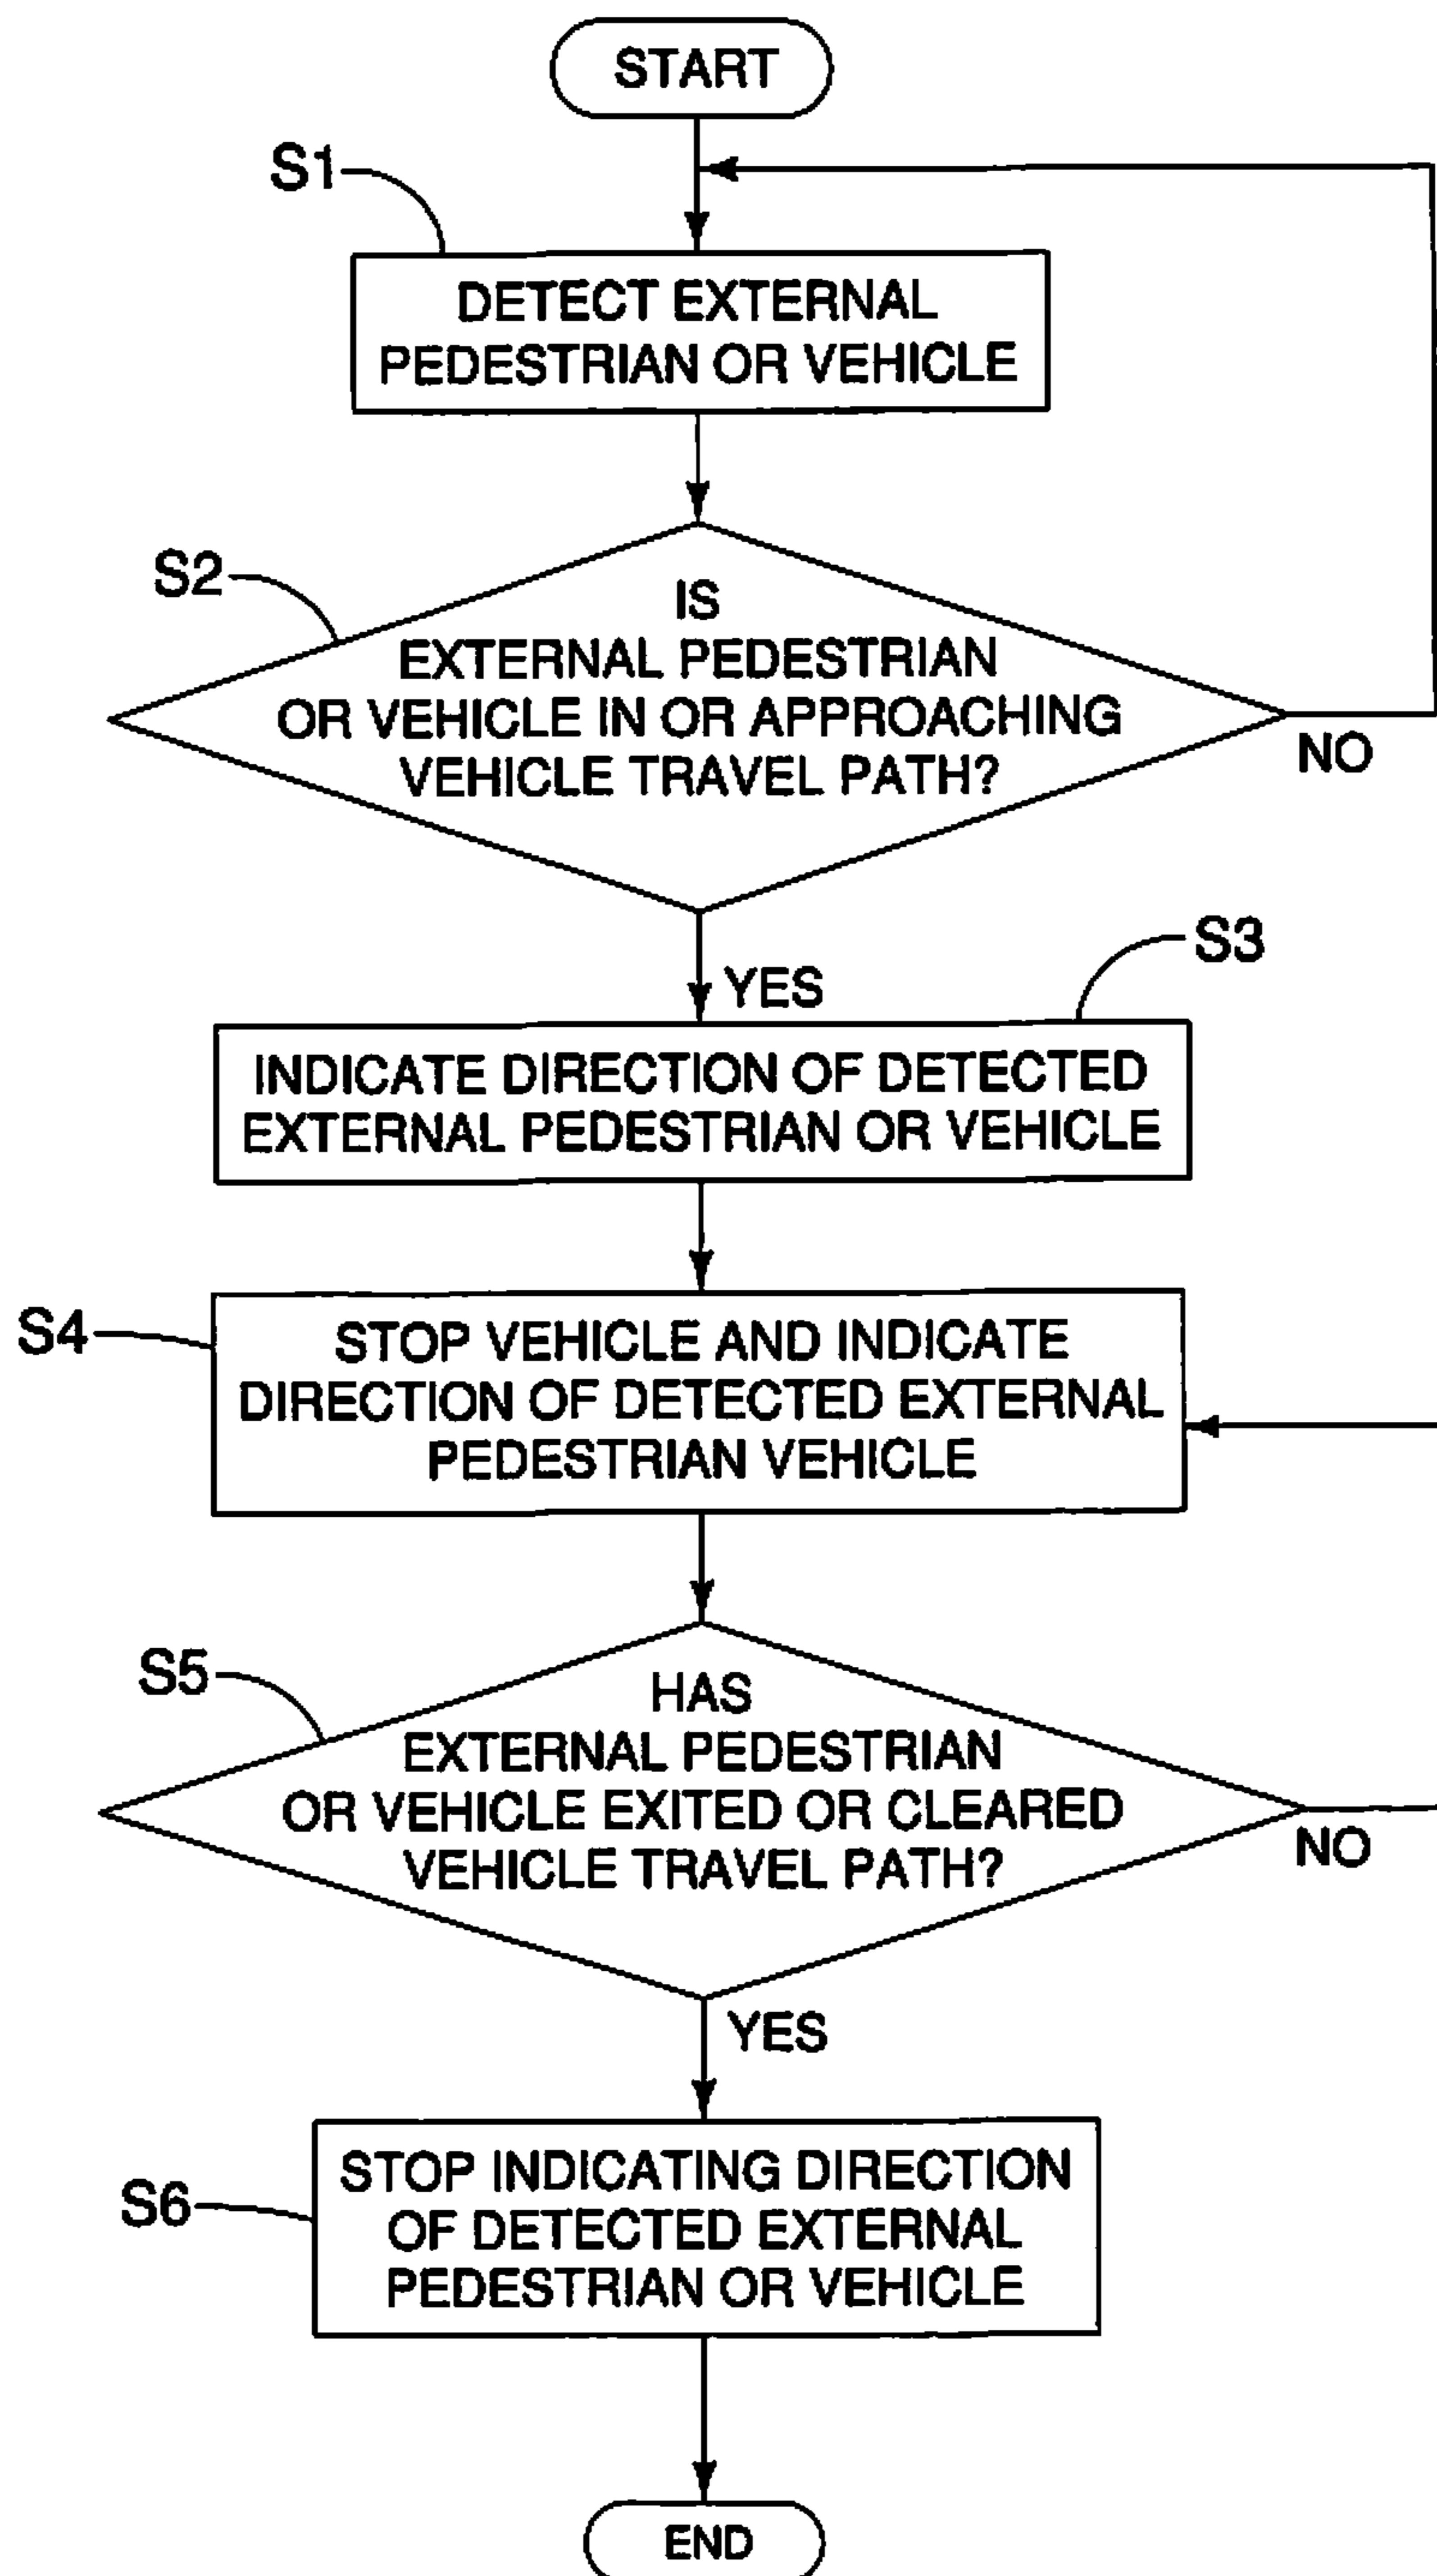 START
S1
DETECT EXTERNAL
PEDESTRIAN OR VEHICLE
S2
IS
EXTERNAL PEDESTRIAN
OR VEHICLE IN OR APPROACHING
VEHICLE TRAVEL PATH?
NO
YES
S3
INDICATE DIRECTION OF DETECTED
EXTERNAL PEDESTRIAN OR VEHICLE
S4
STOP VEHICLE AND INDICATE
DIRECTION OF DETECTED EXTERNAL
PEDESTRIAN VEHICLE
S5
HAS
EXTERNAL PEDESTRIAN
OR VEHICLE EXITED OR CLEARED
VEHICLE TRAVEL PATH?
NO
YES
S6
STOP INDICATING DIRECTION
OF DETECTED EXTERNAL
PEDESTRIAN OR VEHICLE
END